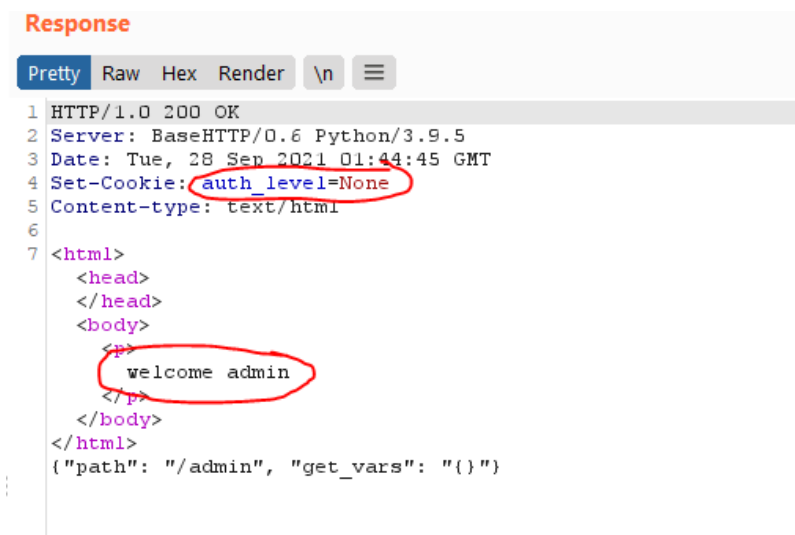 Response
Pretty Raw Hex Render \n
1 HTTP/1.0 200 OK
2 Server: BaseHTTP/0.6 Python/3.9.5
3 Date: Tue, 28 Sep 2021 01:44:45 GMT
4 Set-Cookie: auth_level=None
5 Content-type: text/html
6
7 <html>
<head>
</head>
<body>
<p>
welcome admin
</p>
</body>
</html>
{"path": "/admin", "get_vars": "{}"}